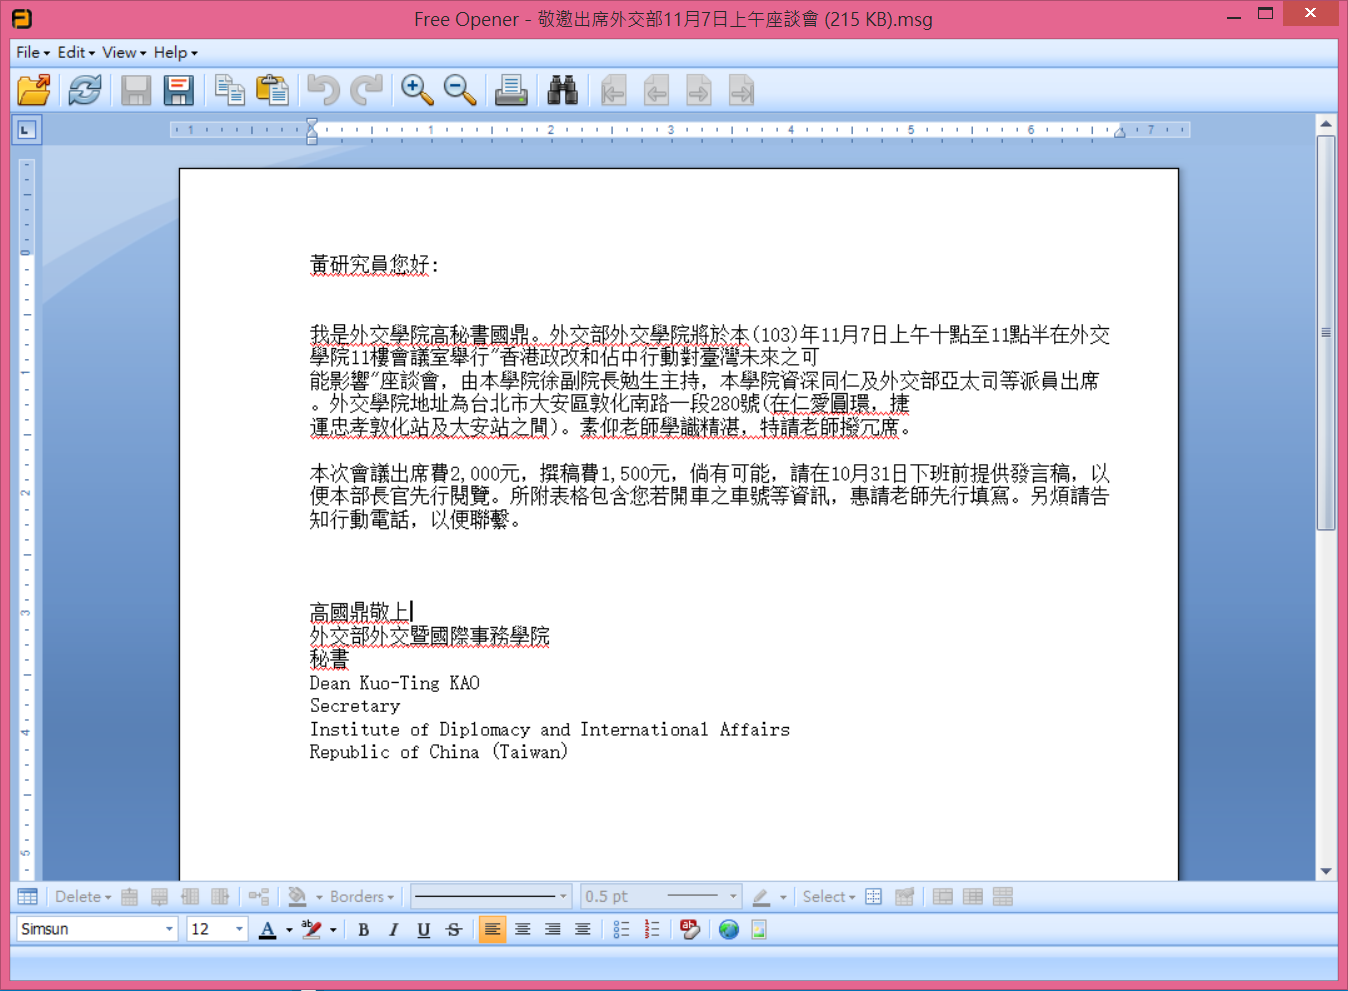 Free Opener - 敬邀出席外交部11月7日上午座談會 (215 KB).msg
File Edit View Help
1 1 2 3 4 5 6 7
黃研究員您好:
我是外交學院高秘書國鼎。外交部外交學院將於本(103)年11月7日上午十點至11點半在外交
學院11樓會議室舉行"香港政改和佔中行動對臺灣未來之可
能影響"座談會，由本學院徐副院長勉生主持，本學院資深同仁及外交部亞太司等派員出席
。外交學院地址為台北市大安區敦化南路一段280號(在仁愛圓環，捷
運忠孝敦化站及大安站之間)。素仰老師學識精湛，特請老師撥冗席。
本次會議出席費2,000元，撰稿費1,500元，倘有可能，請在10月31日下班前提供發言稿，以
便本部長官先行閱覽。所附表格包含您若開車之車號等資訊，惠請老師先行填寫。另煩請告
知行動電話，以便聯繫。
高國鼎敬上
外交部外交暨國際事務學院
秘書
Dean Kuo-Ting KAO
Secretary
Institute of Diplomacy and International Affairs
Republic of China (Taiwan)
0
1
2
3
4
5
Delete Borders 0.5 pt Select
Simsun 12 A ab B I U S